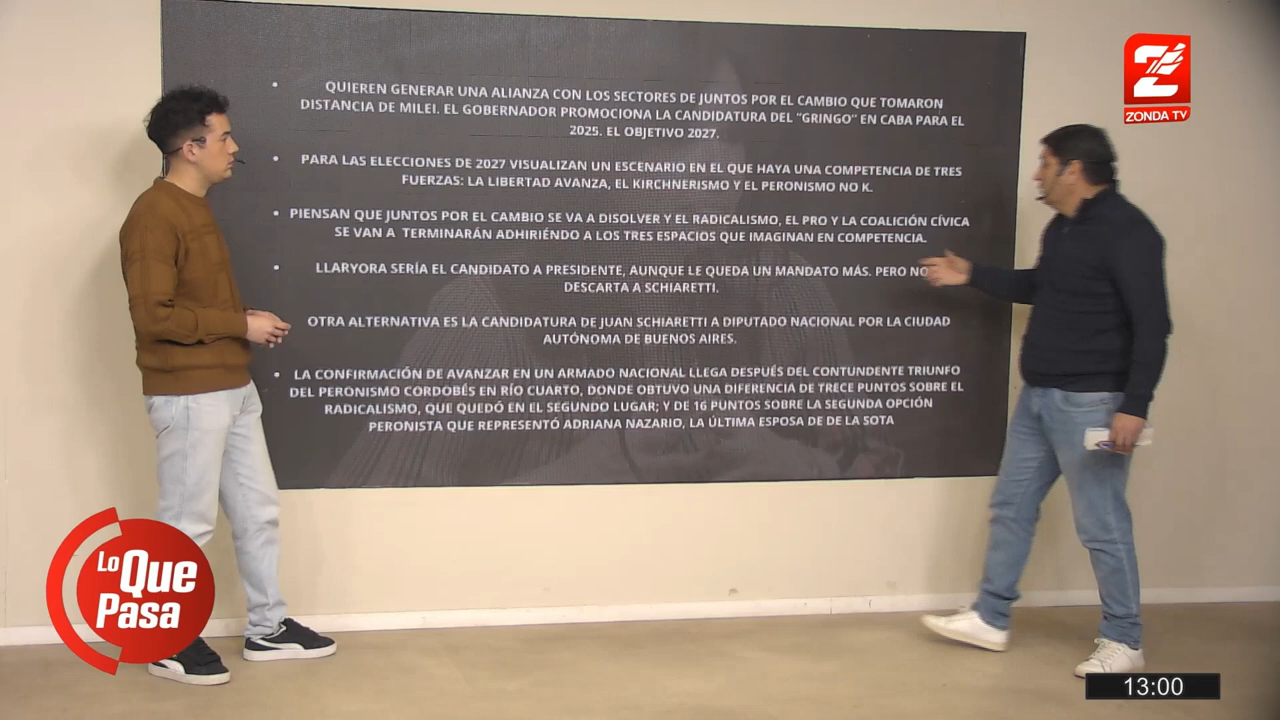 QUIEREN GENERAR UNA ALIANZA CON LOS SECTORES DE JUNTOS POR EL CAMBIO QUE TOMARON
DISTANCIA DE MILEI. EL GOBERNADOR PROMOCIONA LA CANDIDATURA DEL "GRINGO" EN CABA PARA EL
2025. EL OBJETIVO 2027.
PARA LAS ELECCIONES DE 2027 VISUALIZAN UN ESCENARIO EN EL QUE HAYA UNA COMPETENCIA DE TRES
FUERZAS: LA LIBERTAD AVANZA, EL KIRCHNERISMO Y EL PERONISMO NO K.
PIENSAN QUE JUNTOS POR EL CAMBIO SE VA A DISOLVER Y EL RADICALISMO, EL PRO Y LA COALICIÓN CÍVICA
SE VAN A TERMINARÁN ADHIRIÉNDO A LOS TRES ESPACIOS QUE IMAGINAN EN COMPETENCIA.
LLARYORA SERÍA EL CANDIDATO A PRESIDENTE, AUNQUE LE QUEDA UN MANDATO MÁS. PERO NO
DESCARTA A SCHIARETTI.
OTRA ALTERNATIVA ES LA CANDIDATURA DE JUAN SCHIARETTI A DIPUTADO NACIONAL POR LA CIUDAD
AUTÓNOMA DE BUENOS AIRES.
LA CONFIRMACIÓN DE AVANZAR EN UN ARMADO NACIONAL LLEGA DESPUÉS DEL CONTUNDENTE TRIUNFO
DEL PERONISMO CORDOBÉS EN RÍO CUARTO, DONDE OBTUVO UNA DIFERENCIA DE TRECE PUNTOS SOBRE EL
RADICALISMO, QUE QUEDÓ EN EL SEGUNDO LUGAR; Y DE 16 PUNTOS SOBRE LA SEGUNDA OPCIÓN
PERONISTA QUE REPRESENTÓ ADRIANA NAZARIO, LA ÚLTIMA ESPOSA DE DE LA SOTA
ZONDA TV
Lo Que
Pasa
13:00